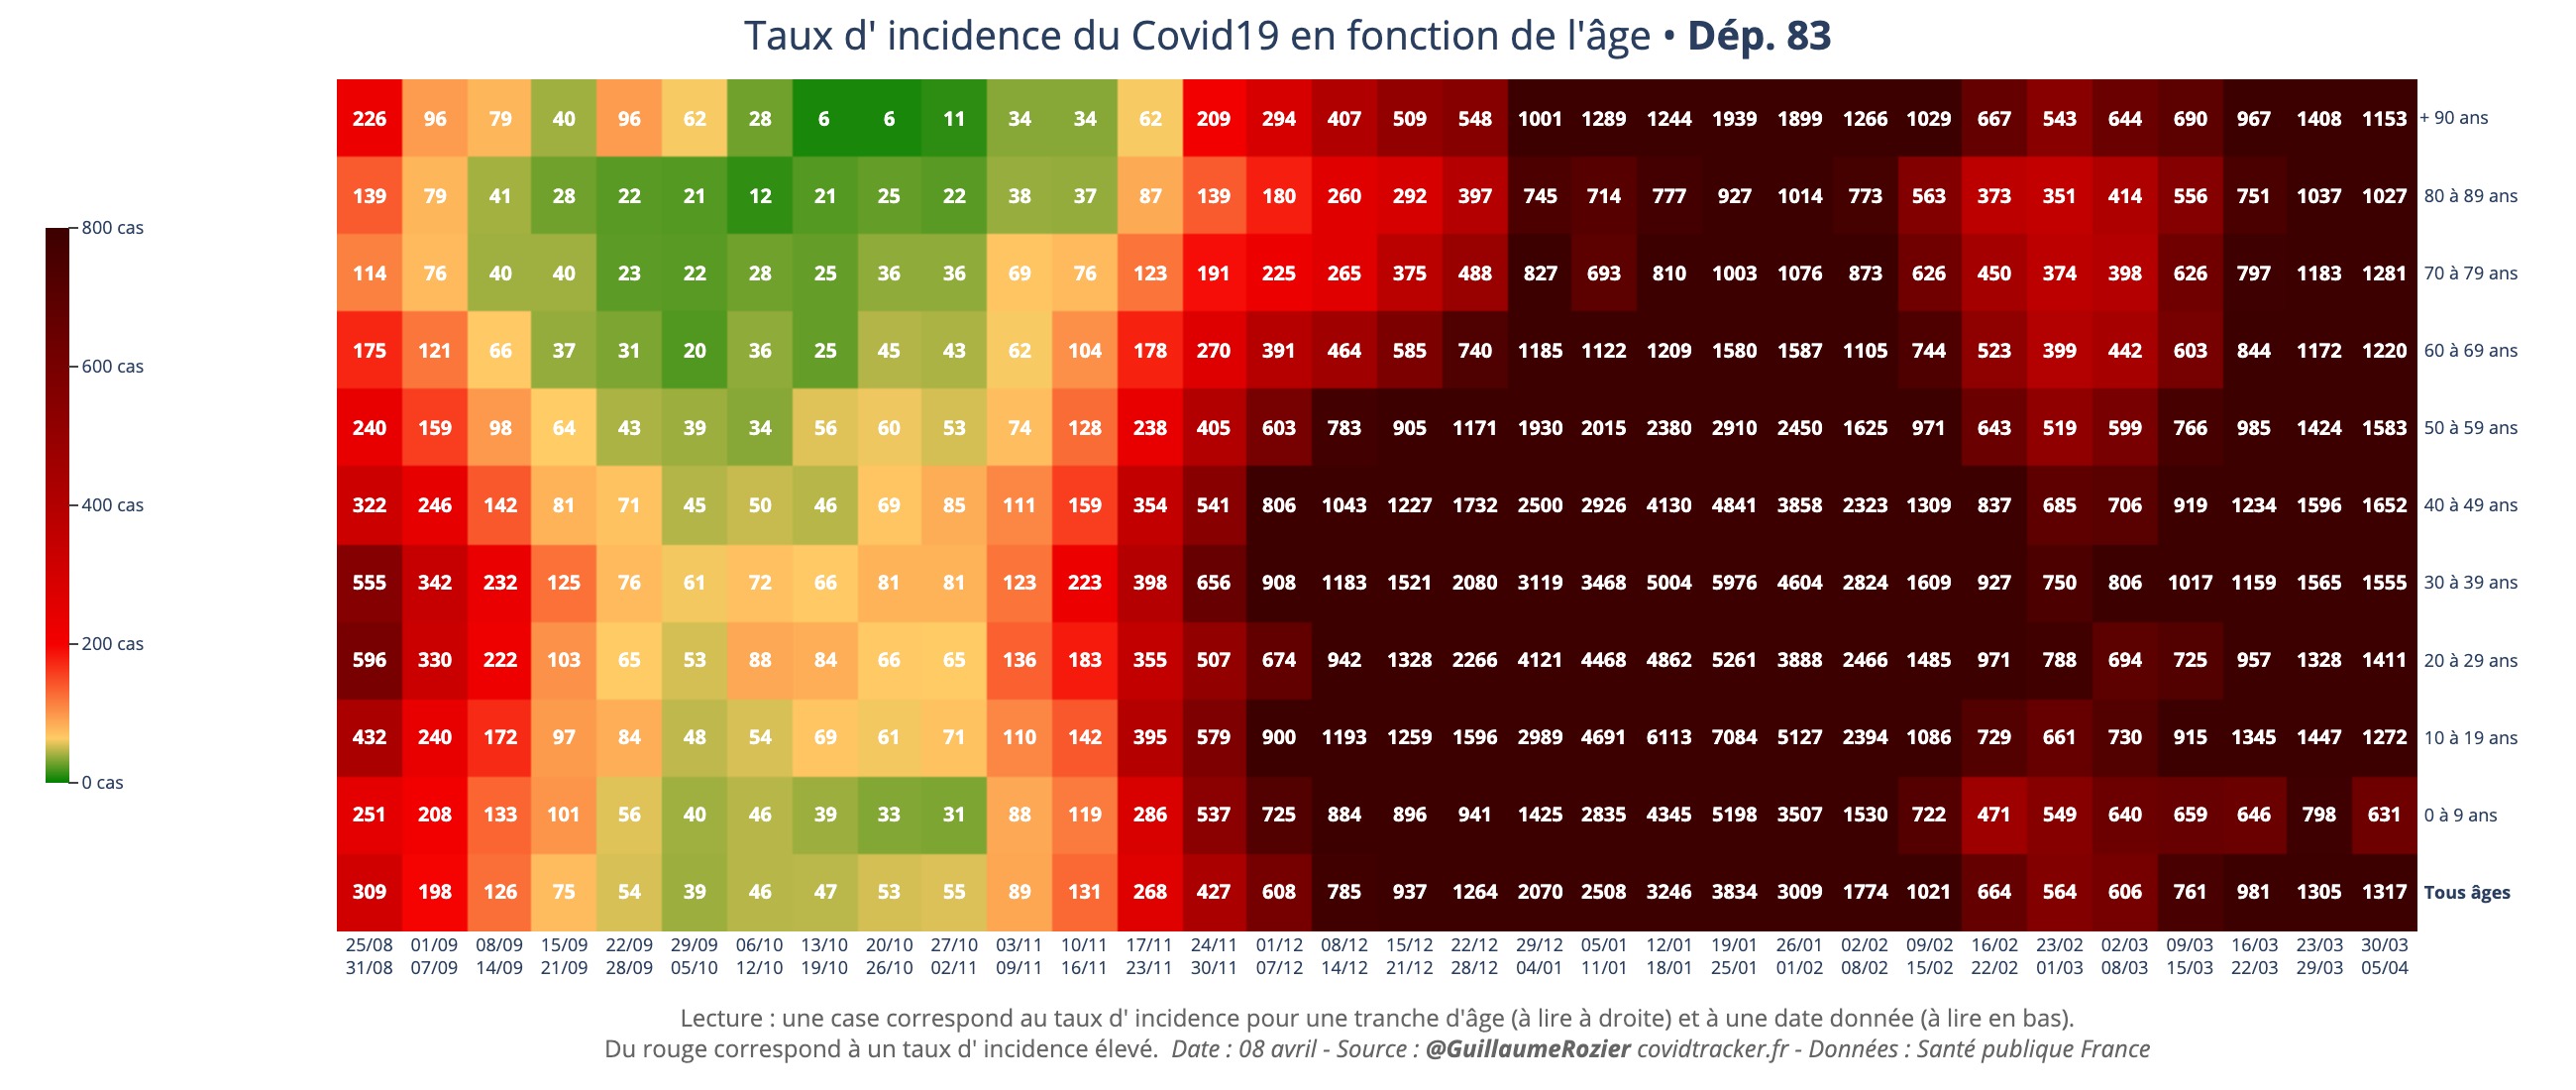 Taux d' incidence du Covid19 en fonction de l'âge • Dép. 83
800 cas
600 cas
400 cas
200 cas
0 cas
226 96 79 40 96 62 28 6 6 11 34 34 62 209 294 407 509 548 1001 1289 1244 1939 1899 1266 1029 667 543 644 690 967 1408 1153 + 90 ans
139 79 41 28 22 21 12 21 25 22 38 37 87 139 180 260 292 397 745 714 777 927 1014 773 563 373 351 414 556 751 1037 1027 80 à 89 ans
114 76 40 40 23 22 28 25 36 36 69 76 123 191 225 265 375 488 827 693 810 1003 1076 873 626 450 374 398 626 797 1183 1281 70 à 79 ans
175 121 66 37 31 20 36 25 45 43 62 104 178 270 391 464 585 740 1185 1122 1209 1580 1587 1105 744 523 399 442 603 844 1172 1220 60 à 69 ans
240 159 98 64 43 39 34 56 60 53 74 128 238 405 603 783 905 1171 1930 2015 2380 2910 2450 1625 971 643 519 599 766 985 1424 1583 50 à 59 ans
322 246 142 81 71 45 50 46 69 85 111 159 354 541 806 1043 1227 1732 2500 2926 4130 4841 3858 2323 1309 837 685 706 919 1234 1596 1652 40 à 49 ans
555 342 232 125 76 61 72 66 81 81 123 223 398 656 908 1183 1521 2080 3119 3468 5004 5976 4604 2824 1609 927 750 806 1017 1159 1565 1555 30 à 39 ans
596 330 222 103 65 53 88 84 66 65 136 183 355 507 674 942 1328 2266 4121 4468 4862 5261 3888 2466 1485 971 788 694 725 957 1328 1411 20 à 29 ans
432 240 172 97 84 48 54 69 61 71 110 142 395 579 900 1193 1259 1596 2989 4691 6113 7084 5127 2394 1086 729 661 730 915 1345 1447 1272 10 à 19 ans
251 208 133 101 56 40 46 39 33 31 88 119 286 537 725 884 896 941 1425 2835 4345 5198 3507 1530 722 471 549 640 659 646 798 631 0 à 9 ans
309 198 126 75 54 39 46 47 53 55 89 131 268 427 608 785 937 1264 2070 2508 3246 3834 3009 1774 1021 664 564 606 761 981 1305 1317 Tous âges
25/08 01/09 08/09 15/09 22/09 29/09 06/10 13/10 20/10 27/10 03/11 10/11 17/11 24/11 01/12 08/12 15/12 22/12 29/12 05/01 12/01 19/01 26/01 02/02 09/02 16/02 23/02 02/03 09/03 16/03 23/03 30/03
31/08 07/09 14/09 21/09 28/09 05/10 12/10 19/10 26/10 02/11 09/11 16/11 23/11 30/11 07/12 14/12 21/12 28/12 04/01 11/01 18/01 25/01 01/02 08/02 15/02 22/02 01/03 08/03 15/03 22/03 29/03 05/04
Lecture : une case correspond au taux d' incidence pour une tranche d'âge (à lire à droite) et à une date donnée (à lire en bas).
Du rouge correspond à un taux d' incidence élevé. Date : 08 avril - Source : @GuillaumeRozier covidtracker.fr - Données : Santé publique France